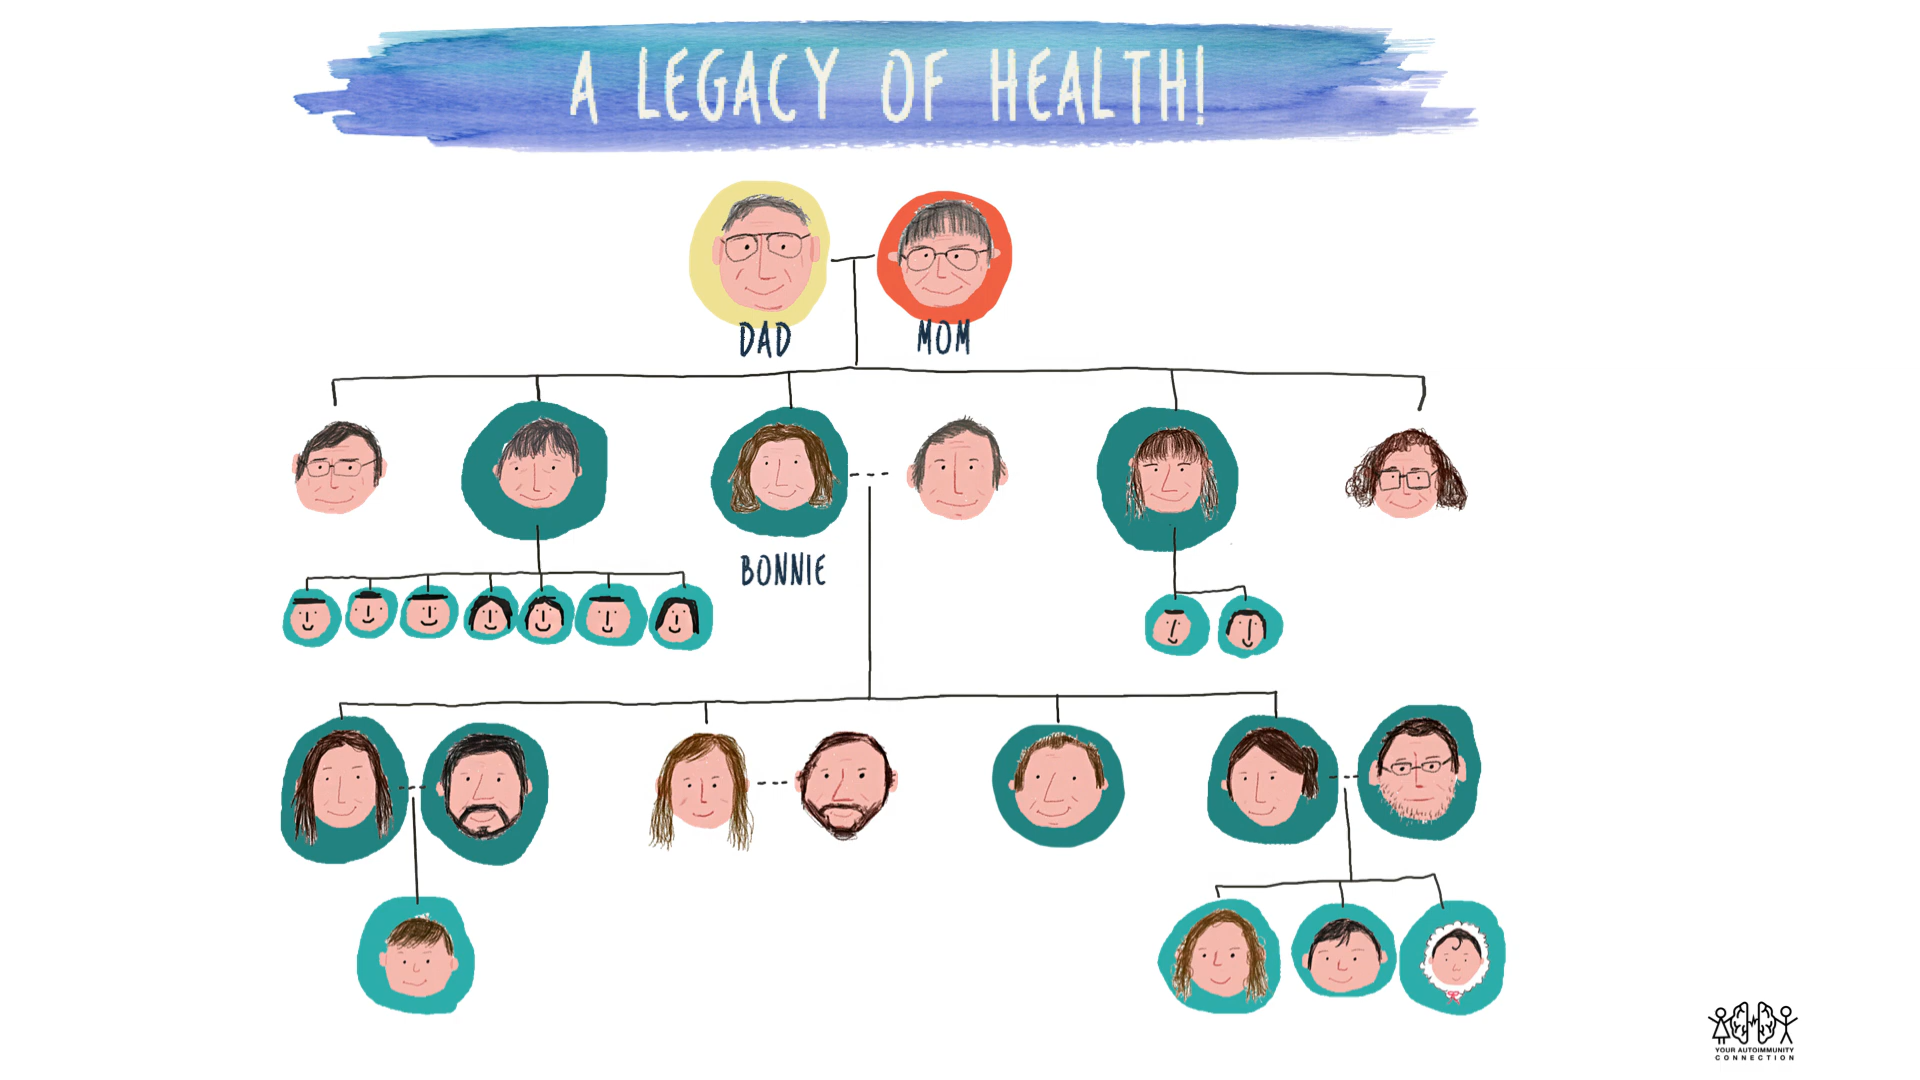 A LEGACY OF HEALTH!
DAD
MOM
BONNIE
YOUR AUTOIMMUNITY
CONNECTION